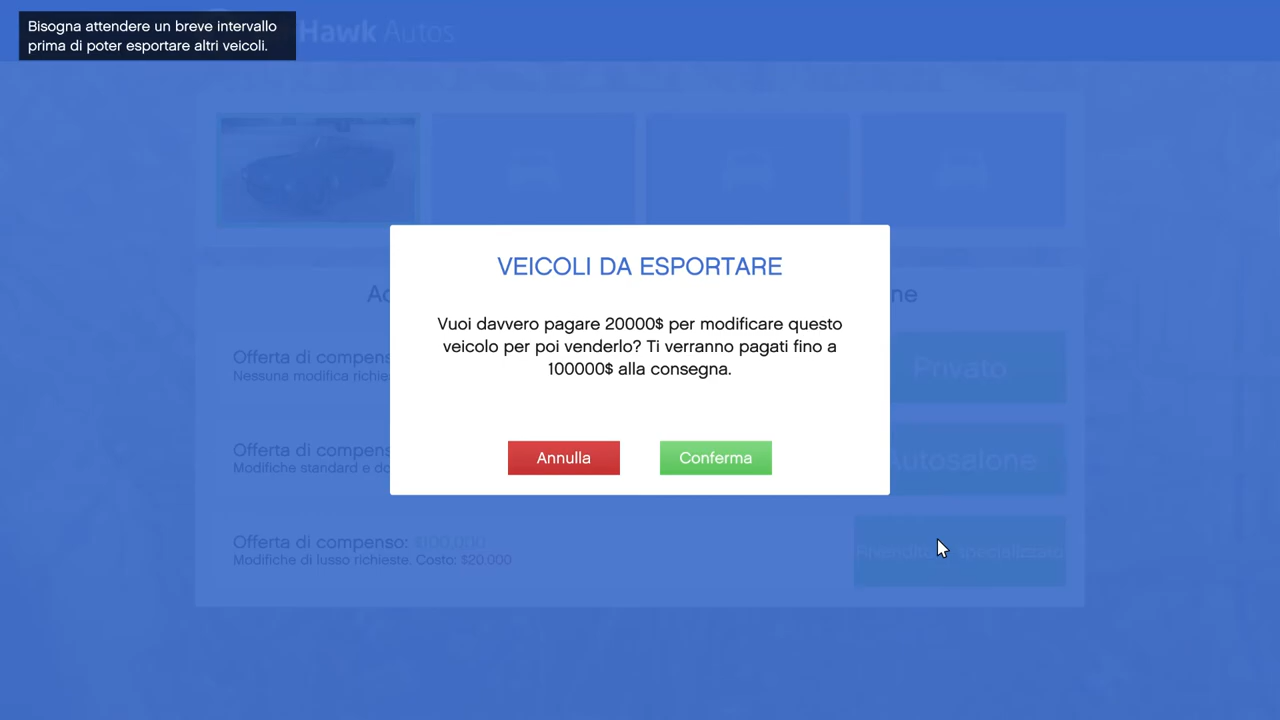 Bisogna attendere un breve intervallo
prima di poter esportare altri veicoli.
Hawk Autos
VEICOLI DA ESPORTARE
Vuoi davvero pagare 20000$ per modificare questo
veicolo per poi venderlo? Ti verranno pagati fino a
100000$ alla consegna.
Annulla
Conferma
Offerta di
Nessuna modifica
Privato
Offerta di
Modifiche standard e
Autosalone
Offerta di compenso: $100,000
Modifiche di lusso richieste. Costo: $20,000
specializzato